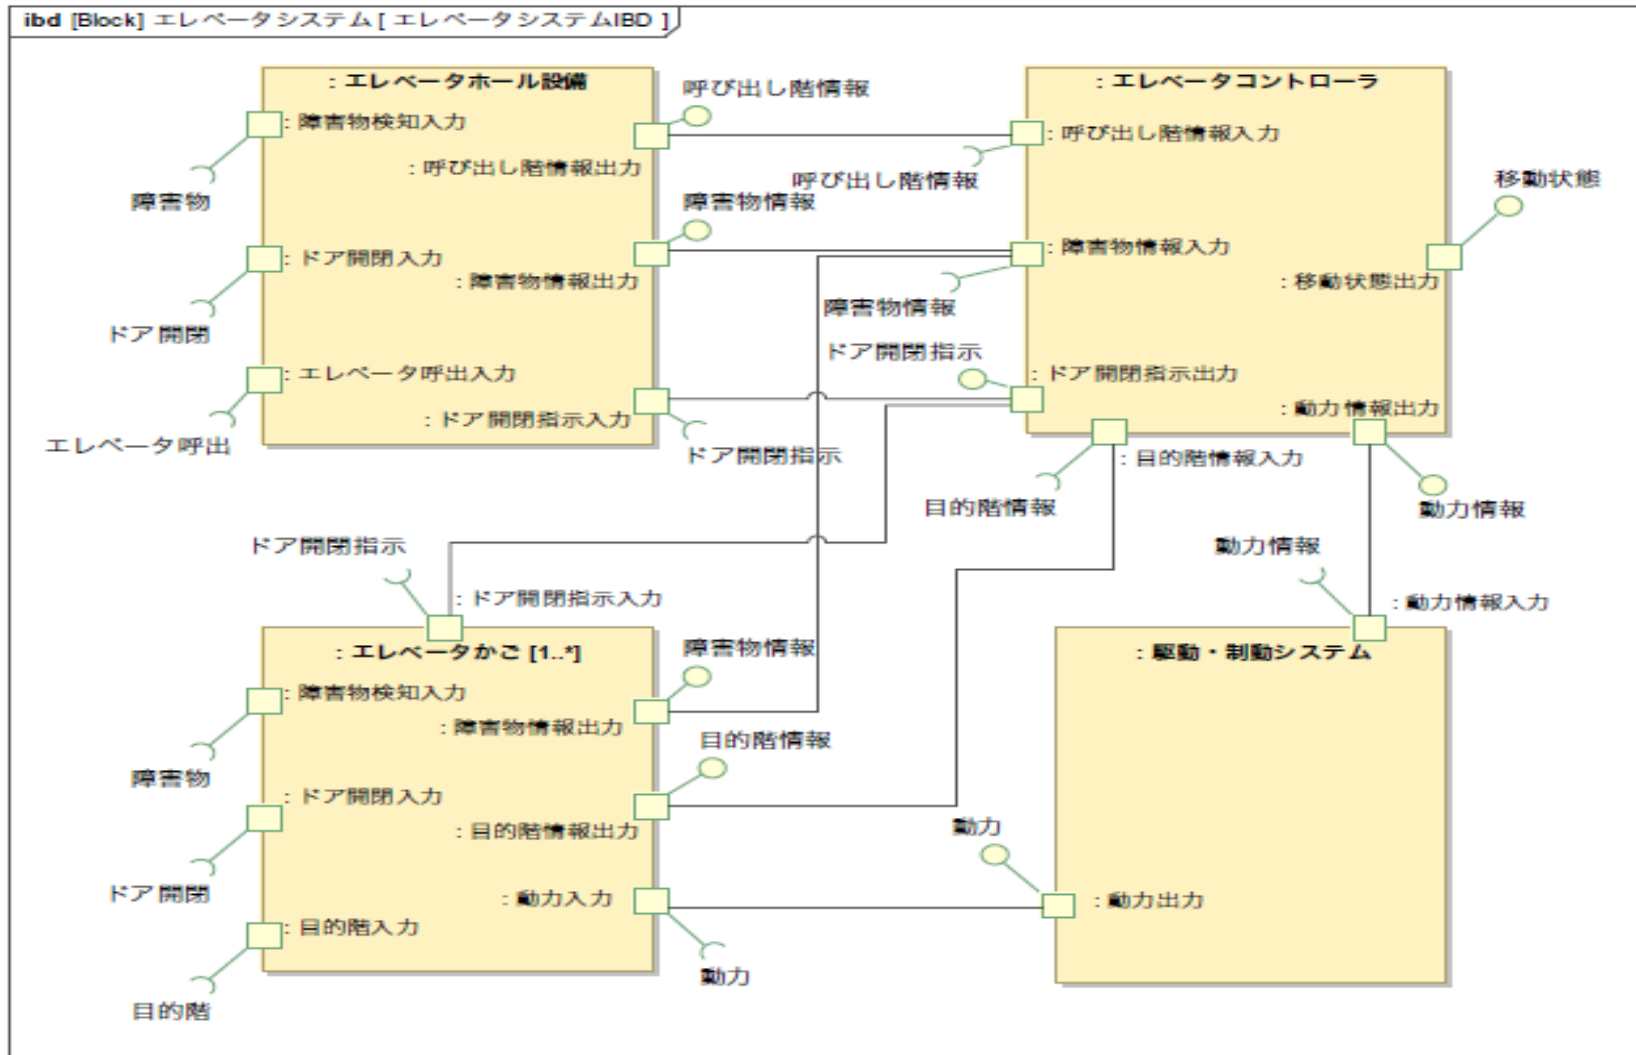 ibd [Block] エレベータシステム [ エレベータシステムIBD ]
: エレベータホール設備
: 障害物検知入力
障害物
: ドア開閉入力
ドア開閉
: エレベータ呼出入力
エレベータ呼出
呼び出し階情報
: 呼び出し階情報出力
障害物情報
: 障害物情報出力
: ドア開閉指示入力
ドア開閉指示
: エレベータコントローラ
: 呼び出し階情報入力
呼び出し階情報
: 障害物情報入力
障害物情報
ドア開閉指示
: ドア開閉指示出力
移動状態
: 移動状態出力
: 動力情報出力
動力情報
: 目的階情報入力
目的階情報
ドア開閉指示
: ドア開閉指示入力
: エレベータかご [1..*]
: 障害物検知入力
障害物
: ドア開閉入力
ドア開閉
: 目的階入力
目的階
障害物情報
: 障害物情報出力
目的階情報
: 目的階情報出力
: 動力入力
動力
動力情報
: 動力情報入力
: 駆動・制動システム
動力
: 動力出力